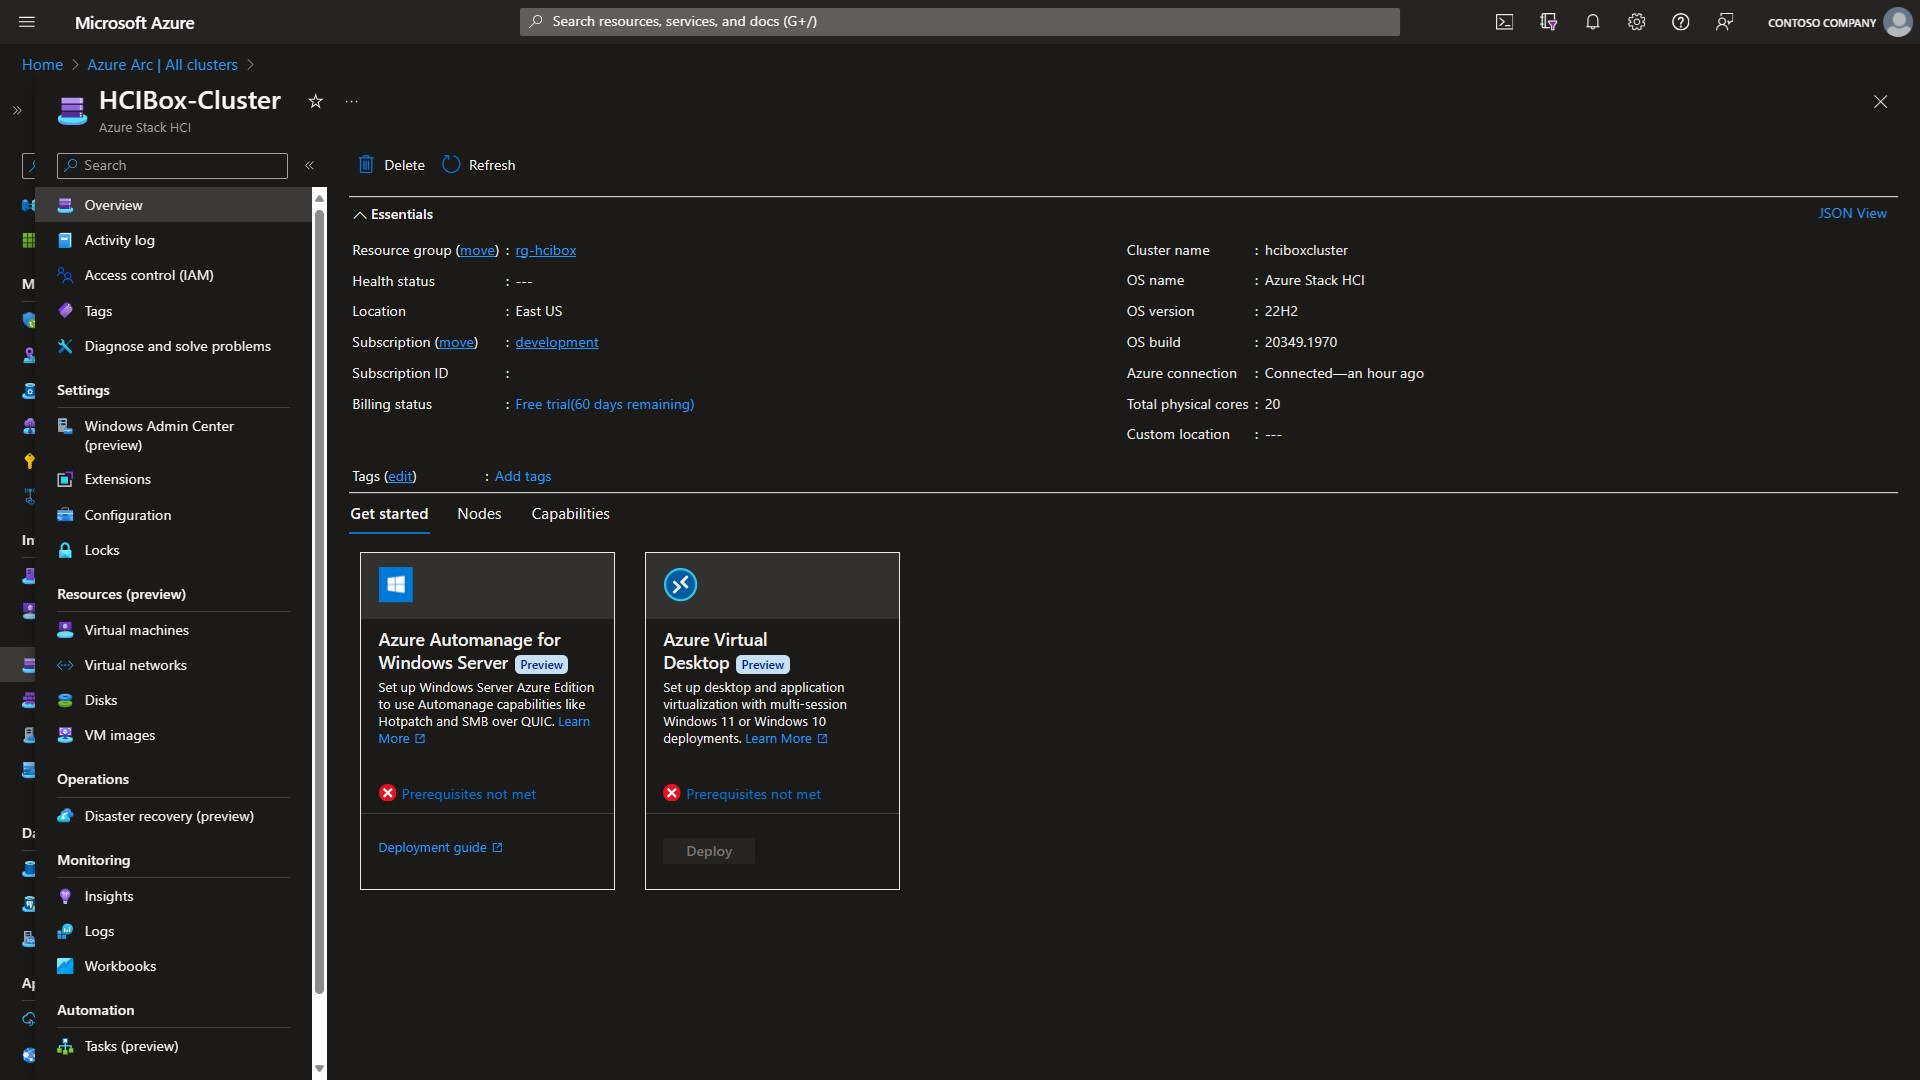 Microsoft Azure
Search resources, services, and docs (G+/)
CONTOSO COMPANY
Home > Azure Arc | All clusters >
HCIBox-Cluster
Azure Stack HCI
Search
Overview
Activity log
Access control (IAM)
Tags
Diagnose and solve problems
Settings
Windows Admin Center
(preview)
Extensions
Configuration
Locks
Resources (preview)
Virtual machines
Virtual networks
Disks
VM images
Operations
Disaster recovery (preview)
Monitoring
Insights
Logs
Workbooks
Automation
Tasks (preview)
Delete
Refresh
Essentials
JSON View
Resource group (move) : rg-hcibox
Health status : ---
Location : East US
Subscription (move) : development
Subscription ID :
Billing status : Free trial(60 days remaining)
Cluster name : hciboxcluster
OS name : Azure Stack HCI
OS version : 22H2
OS build : 20349.1970
Azure connection : Connected—an hour ago
Total physical cores : 20
Custom location : ---
Tags (edit) : Add tags
Get started
Nodes
Capabilities
Azure Automanage for
Windows Server Preview
Set up Windows Server Azure Edition
to use Automanage capabilities like
Hotpatch and SMB over QUIC. Learn
More
Prerequisites not met
Deployment guide
Azure Virtual
Desktop Preview
Set up desktop and application
virtualization with multi-session
Windows 11 or Windows 10
deployments. Learn More
Prerequisites not met
Deploy